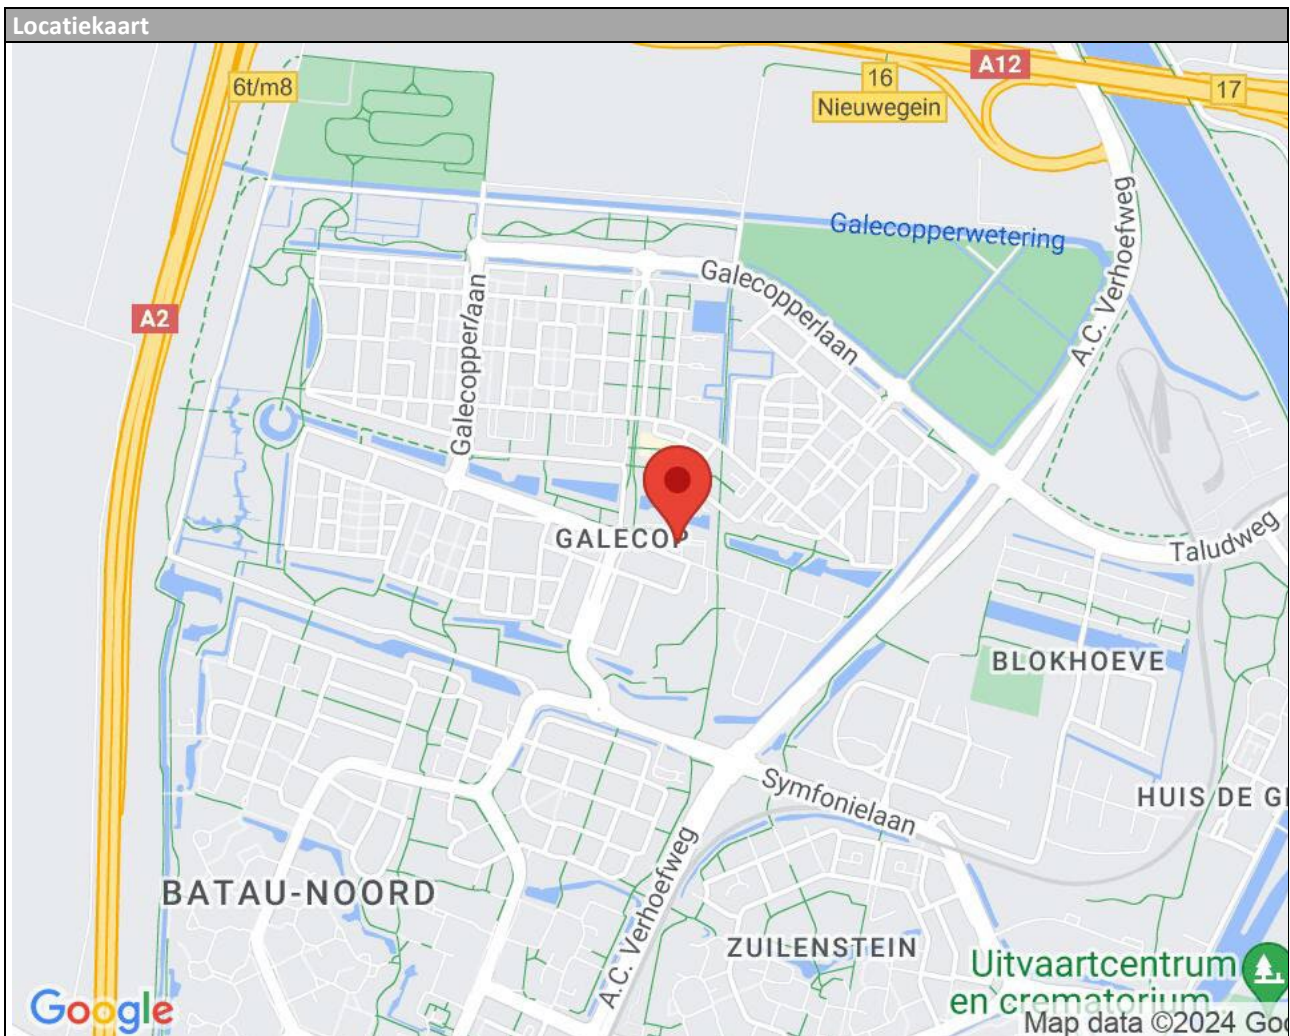 Locatiekaart
A12
16
6t/m8
17
Nieuwegein
A.C. Verhoefweg
Galecopperwetering
Galecopperlaan
Galecopperlaan
A2
A.C. Verhoefweg
GALECOP
Taludweg
BLOKHOEVE
Symfonielaan
HUIS DE G
BATAU-NOORD
A.C. Verhoefweg
ZUILENSTEIN
Uitvaartcentrum
en crematorium
Google
Map data ©2024 Goo